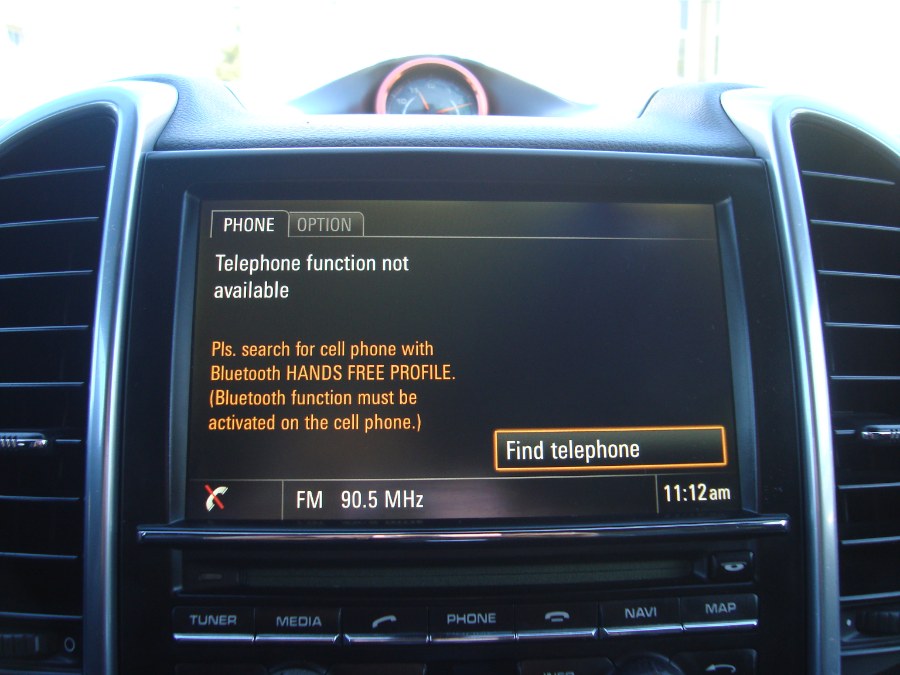 PHONE OPTION
Telephone function not
available
Pls. search for cell phone with
Bluetooth HANDS FREE PROFILE.
(Bluetooth function must be
activated on the cell phone.)
Find telephone
FM 90.5 MHz 11:12am
TUNER MEDIA PHONE NAVI MAP